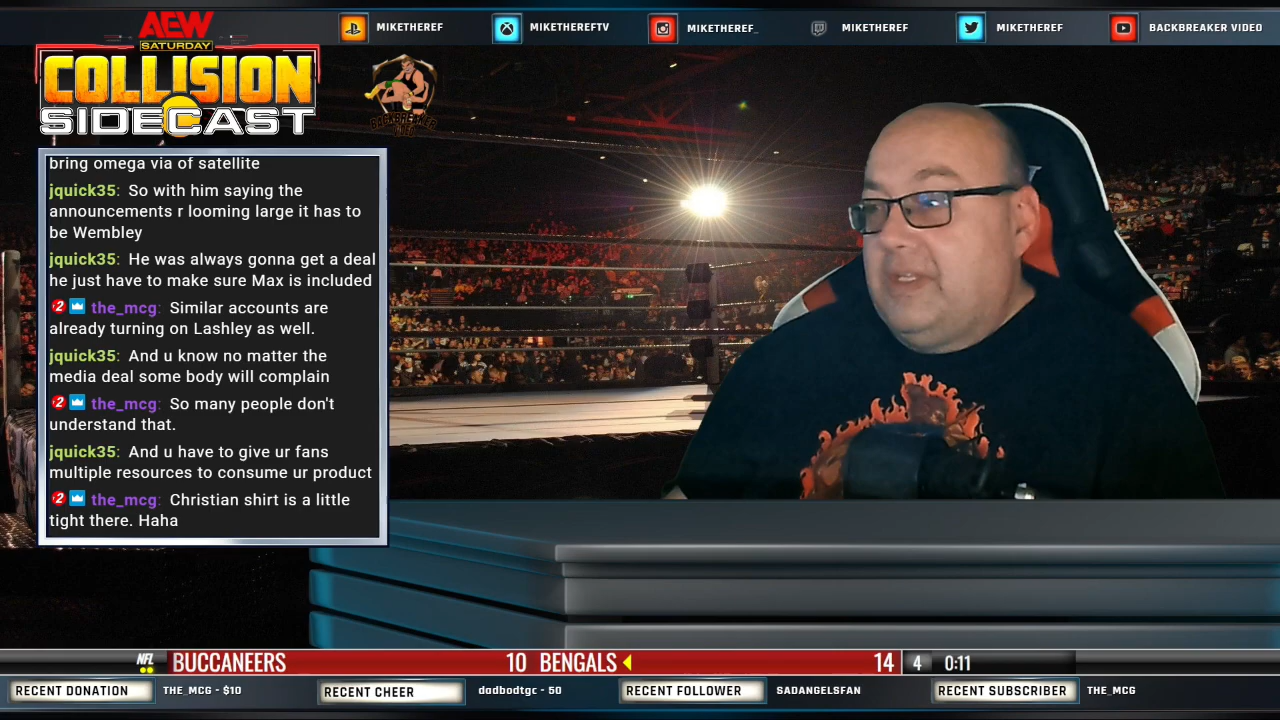 AEW
SATURDAY
COLLISION
SIDECAST
MIKETHEREF
MIKETHEREFTV
MIKETHEREF_
MIKETHEREF
MIKETHEREF
BACKBREAKER VIDEO
BACKBREAKER
VIDEO
bring omega via of satellite
jquick35: So with him saying the
announcements r looming large it has to
be Wembley
jquick35: He was always gonna get a deal
he just have to make sure Max is included
2 the_mcg: Similar accounts are
already turning on Lashley as well.
jquick35: And u know no matter the
media deal some body will complain
2 the_mcg: So many people don't
understand that.
jquick35: And u have to give ur fans
multiple resources to consume ur product
2 the_mcg: Christian shirt is a little
tight there. Haha
NFL BUCCANEERS 10 BENGALS 14 4 0:11
RECENT DONATION THE_MCG - $10 RECENT CHEER dadbodtgc - 50 RECENT FOLLOWER SADANGELSFAN RECENT SUBSCRIBER THE_MCG